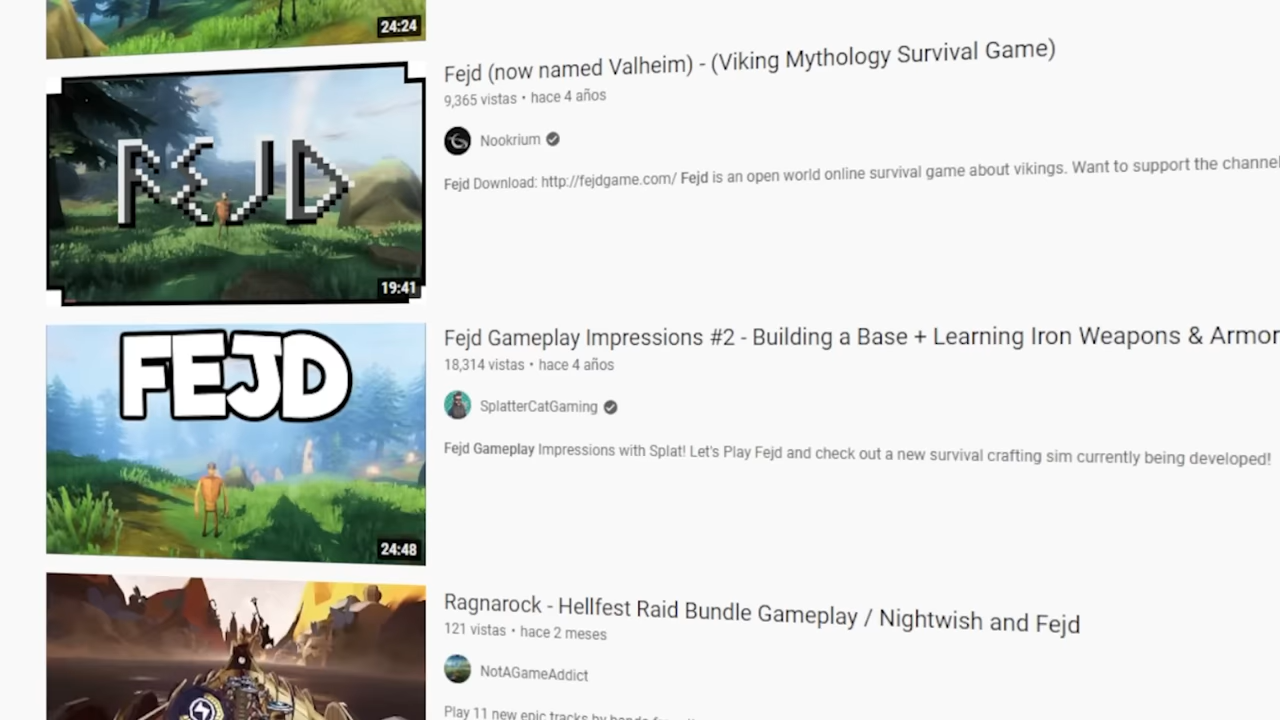 24:24
Fejd (now named Valheim) - (Viking Mythology Survival Game)
9,365 vistas • hace 4 años
Nookrium
Fejd Download: http://fejdgame.com/ Fejd is an open world online survival game about vikings. Want to support the channel
FEJD
19:41
Fejd Gameplay Impressions #2 - Building a Base + Learning Iron Weapons & Armor
18,314 vistas • hace 4 años
SplatterCatGaming
Fejd Gameplay Impressions with Splat! Let's Play Fejd and check out a new survival crafting sim currently being developed!
FEJD
24:48
Ragnarock - Hellfest Raid Bundle Gameplay / Nightwish and Fejd
121 vistas • hace 2 meses
NotAGameAddict
Play 11 new epic tracks by bands